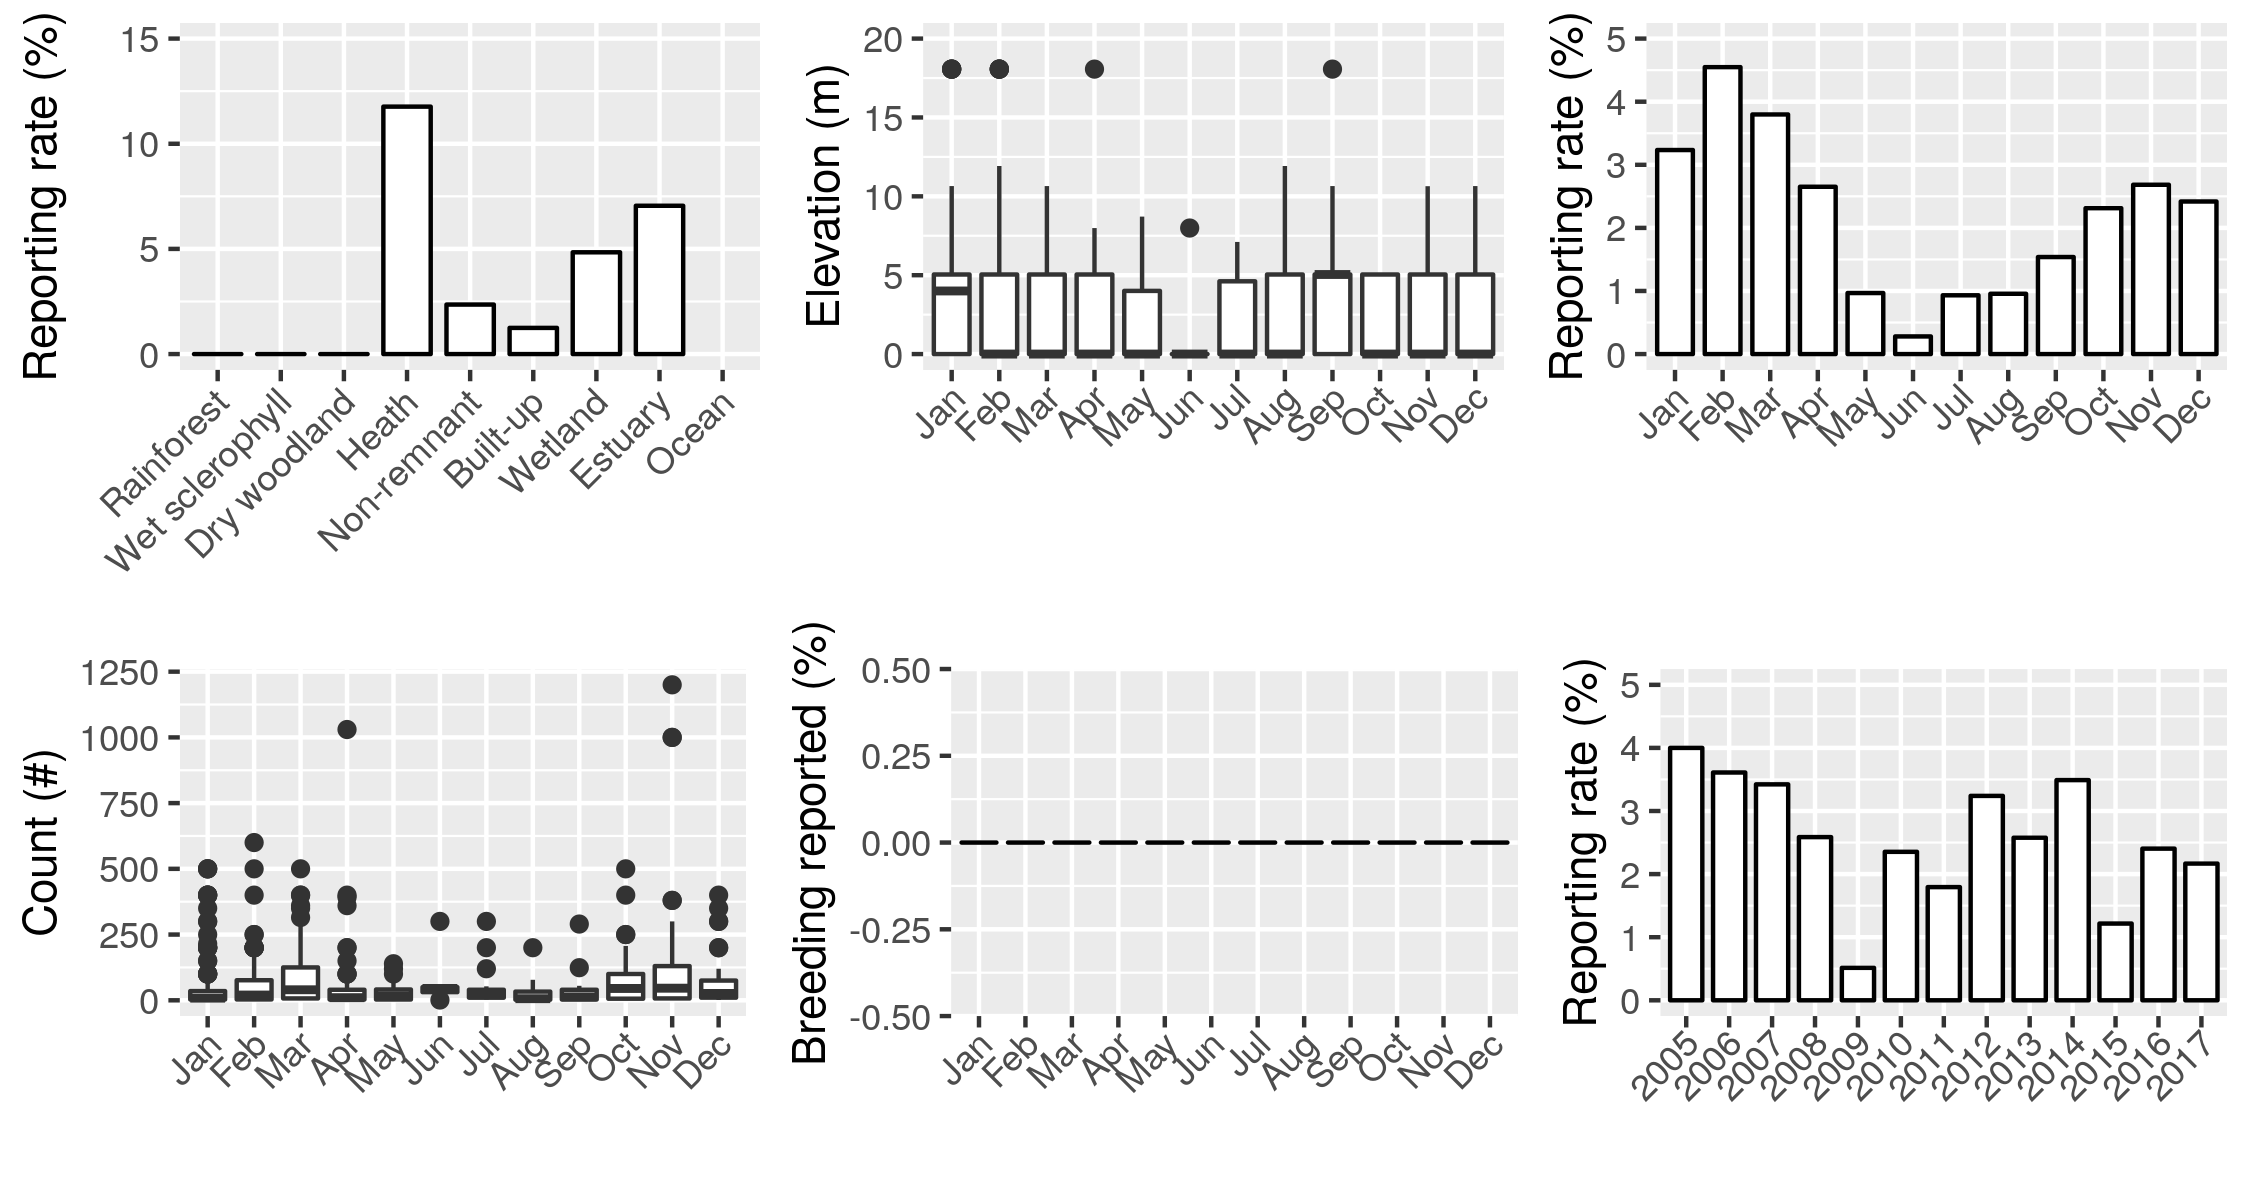 Reporting rate (%)
15
10
5
0
Rainforest
Wet sclerophyll
Dry woodland
Heath
Non-remnant
Built-up
Wetland
Estuary
Ocean
Elevation (m)
20
15
10
5
0
Jan
Feb
Mar
Apr
May
Jun
Jul
Aug
Sep
Oct
Nov
Dec
Reporting rate (%)
5
4
3
2
1
0
Jan
Feb
Mar
Apr
May
Jun
Jul
Aug
Sep
Oct
Nov
Dec
Count (#)
1250
1000
750
500
250
0
Jan
Feb
Mar
Apr
May
Jun
Jul
Aug
Sep
Oct
Nov
Dec
Breeding reported (%)
0.50
0.25
0.00
-0.25
-0.50
Jan
Feb
Mar
Apr
May
Jun
Jul
Aug
Sep
Oct
Nov
Dec
Reporting rate (%)
5
4
3
2
1
0
2005
2006
2007
2008
2009
2010
2011
2012
2013
2014
2015
2016
2017